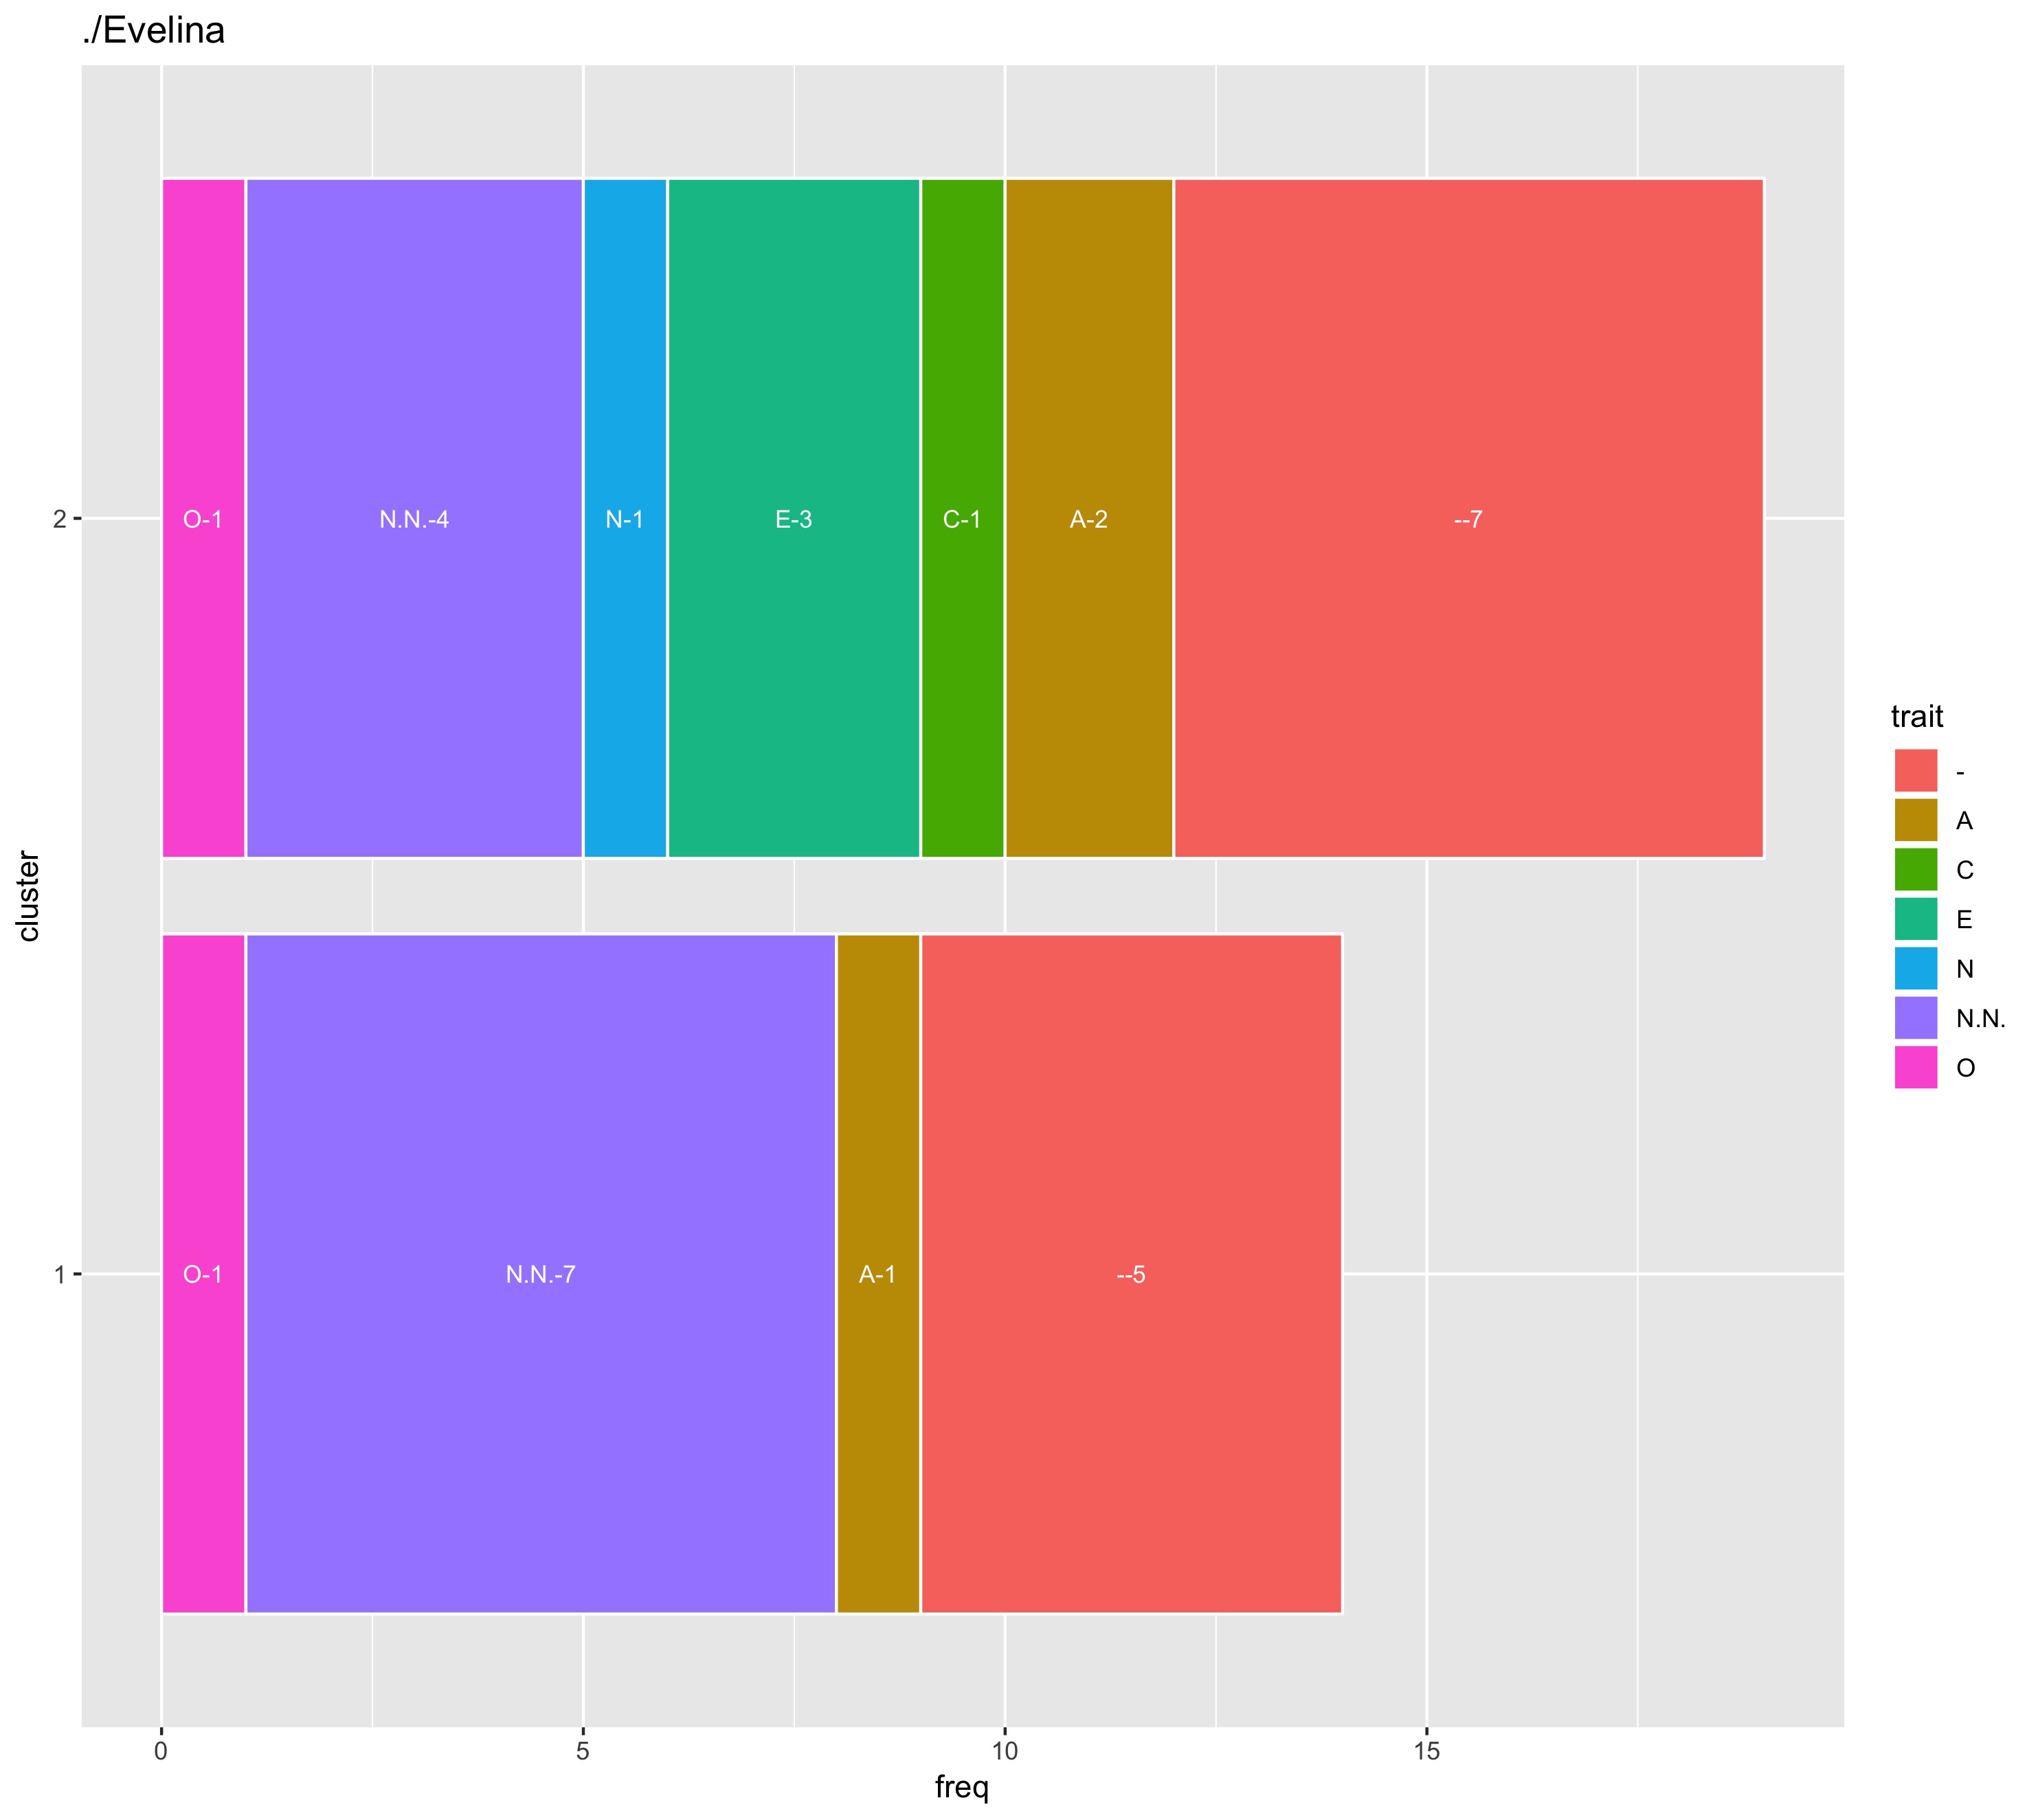 ./Evelina
cluster
2
O-1
N.N.-4
N-1
E-3
C-1
A-2
--7
1
O-1
N.N.-7
A-1
--5
0
5
10
15
freq
trait
-
A
C
E
N
N.N.
O